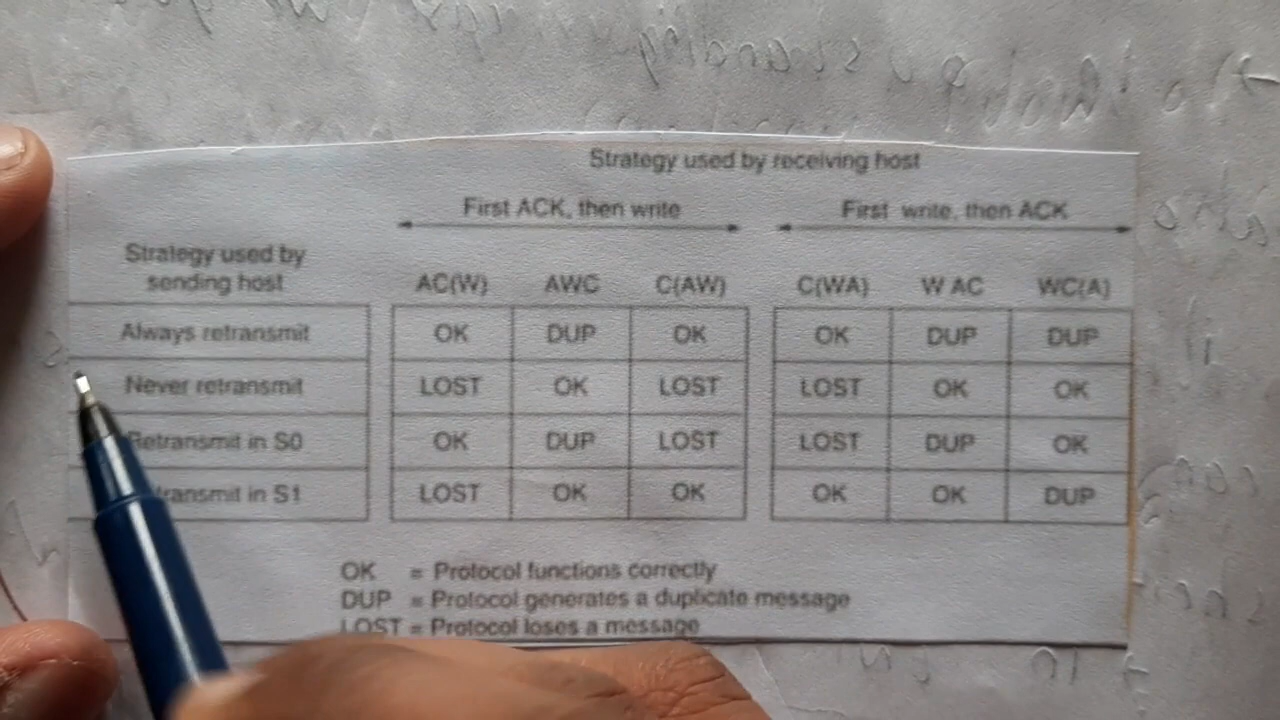 Strategy used by receiving host
First ACK, then write First write, then ACK
Strategy used by
sending host AC(W) AWC C(AW) C(WA) W AC WC(A)
Always retransmit OK DUP OK OK DUP DUP
Never retransmit LOST OK LOST LOST OK OK
Retransmit in S0 OK DUP LOST LOST DUP OK
transmit in S1 LOST OK OK OK OK DUP
OK = Protocol functions correctly
DUP = Protocol generates a duplicate message
LOST = Protocol loses a message